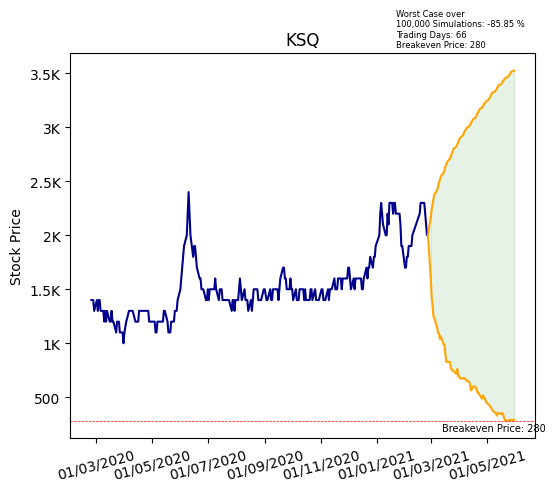 Worst Case over
100,000 Simulations: -85.85 %
Trading Days: 66
Breakeven Price: 280
KSQ
Stock Price
3.5K
3K
2.5K
2K
1.5K
1K
500
Breakeven Price: 280
01/03/2020 01/05/2020 01/07/2020 01/09/2020 01/11/2020 01/01/2021 01/03/2021 01/05/2021